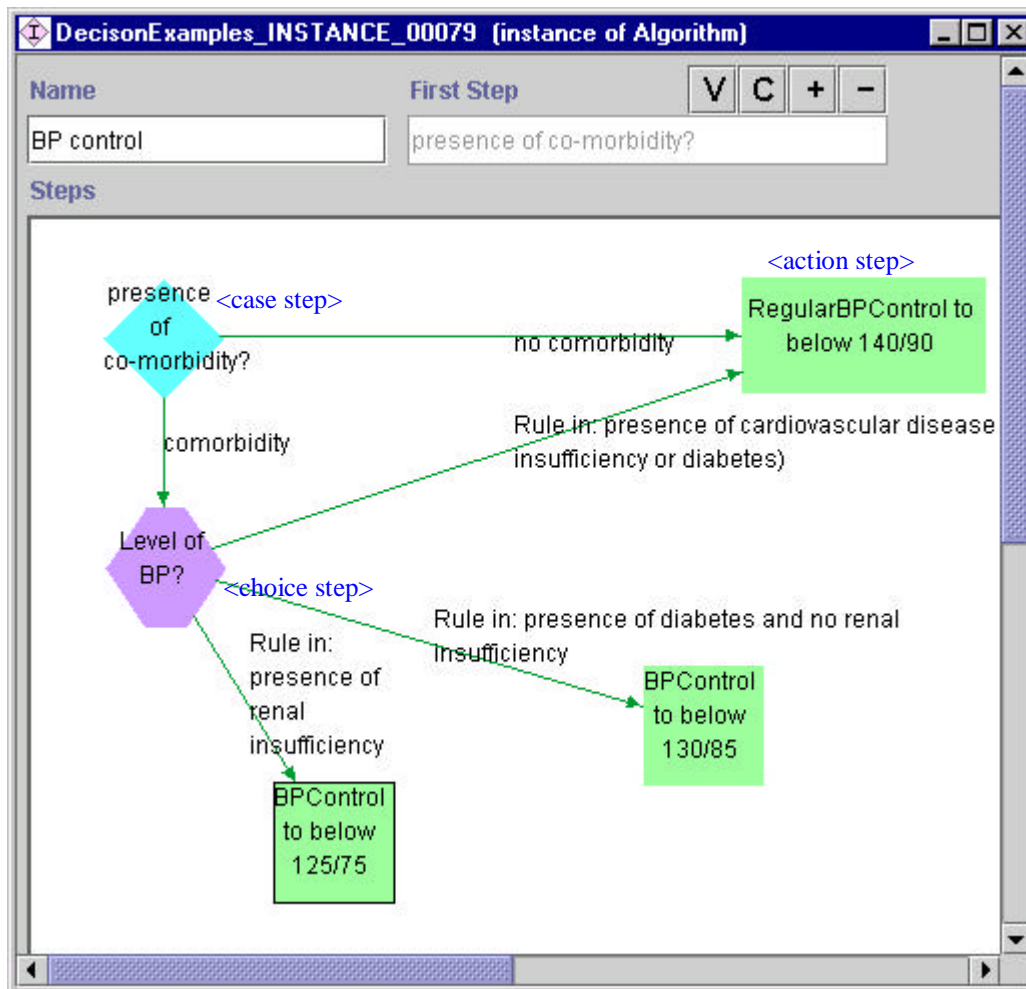 DecisonExamples_INSTANCE_00079 (instance of Algorithm)
Name
First Step
V C + −
BP control
presence of co-morbidity?
Steps
<action step>
presence
of
co-morbidity?
<case step>
RegularBPControl to
below 140/90
no comorbidity
Rule in: presence of cardiovascular disease
insufficiency or diabetes)
comorbidity
Level of
BP?
<choice step>
Rule in: presence of diabetes and no renal
insufficiency
Rule in:
presence of
renal
insufficiency
BPControl
to below
130/85
BPControl
to below
125/75